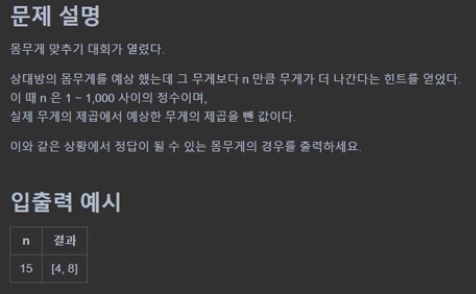 문제 설명
몸무게 맞추기 대회가 열렸다.
상대방의 몸무게를 예상 했는데 그 무게보다 n 만큼 무게가 더 나간다는 힌트를 얻었다.
이 때 n 은 1 ~ 1,000 사이의 정수이며,
실제 무게의 제곱에서 예상한 무게의 제곱을 뺀 값이다.
이와 같은 상황에서 정답이 될 수 있는 몸무게의 경우를 출력하세요.
입출력 예시
n 결과
15 [4, 8]